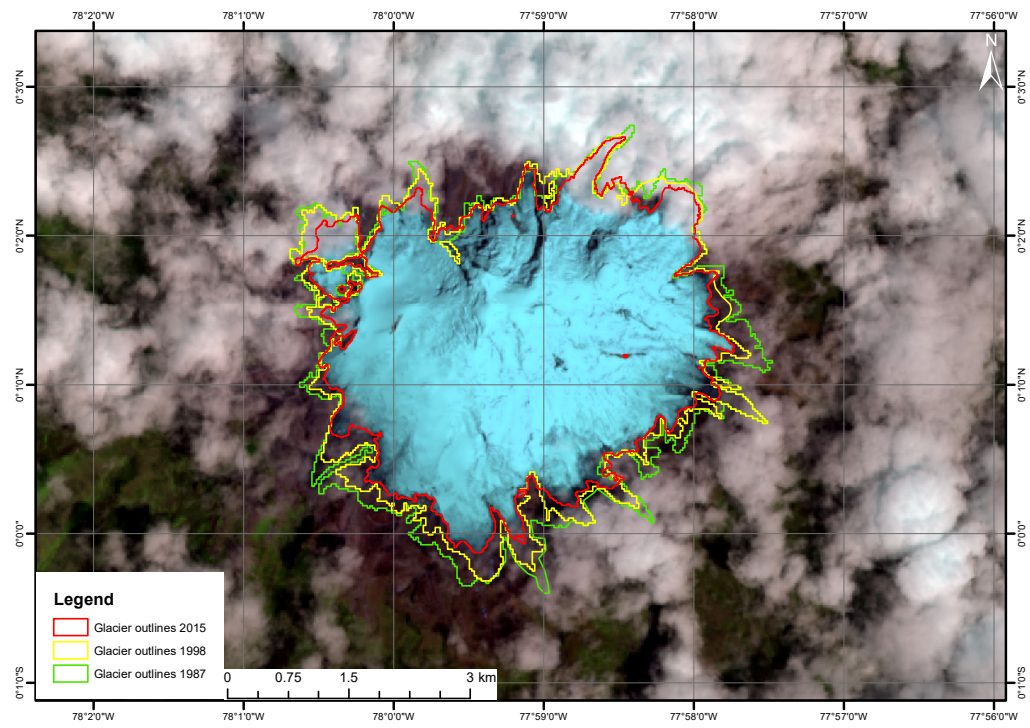 78°2'0"W 78°1'0"W 78°0'0"W 77°59'0"W 77°58'0"W 77°57'0"W 77°56'0"W
N
0°3'0"N 0°3'0"N
0°2'0"N 0°2'0"N
0°1'0"N 0°1'0"N
0°0'0" 0°0'0"
Legend
Glacier outlines 2015
Glacier outlines 1998
Glacier outlines 1987
0 0.75 1.5 3 km
0°1'0"S 0°1'0"S
78°2'0"W 78°1'0"W 78°0'0"W 77°59'0"W 77°58'0"W 77°57'0"W 77°56'0"W